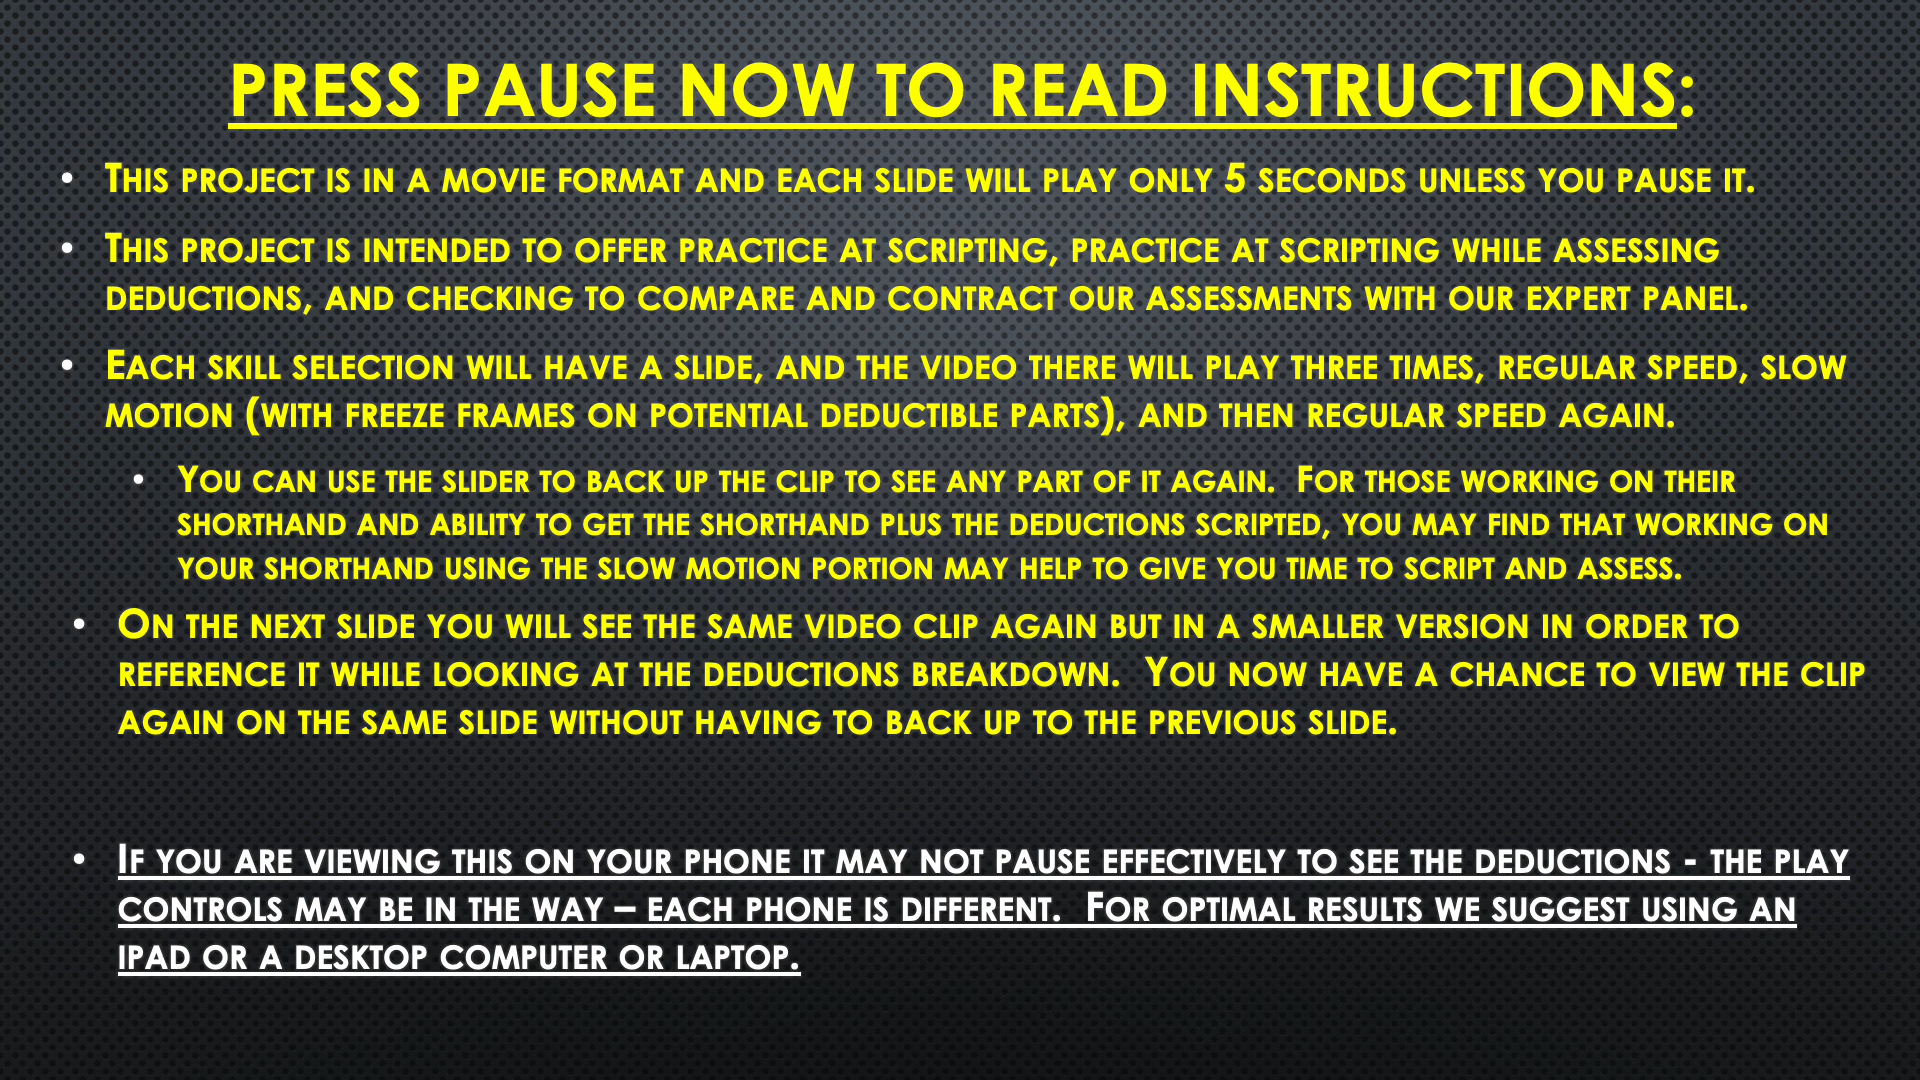 PRESS PAUSE NOW TO READ INSTRUCTIONS:
• This project is in a movie format and each slide will play only 5 seconds unless you pause it.
• This project is intended to offer practice at scripting, practice at scripting while assessing
deductions, and checking to compare and contract our assessments with our expert panel.
• Each skill selection will have a slide, and the video there will play three times, regular speed, slow
motion (with freeze frames on potential deductible parts), and then regular speed again.
• You can use the slider to back up the clip to see any part of it again.  For those working on their
shorthand and ability to get the shorthand plus the deductions scripted, you may find that working on
your shorthand using the slow motion portion may help to give you time to script and assess.
• On the next slide you will see the same video clip again but in a smaller version in order to
reference it while looking at the deductions breakdown.  You now have a chance to view the clip
again on the same slide without having to back up to the previous slide.
• If you are viewing this on your phone it may not pause effectively to see the deductions - the play
controls may be in the way – each phone is different.  For optimal results we suggest using an
ipad or a desktop computer or laptop.